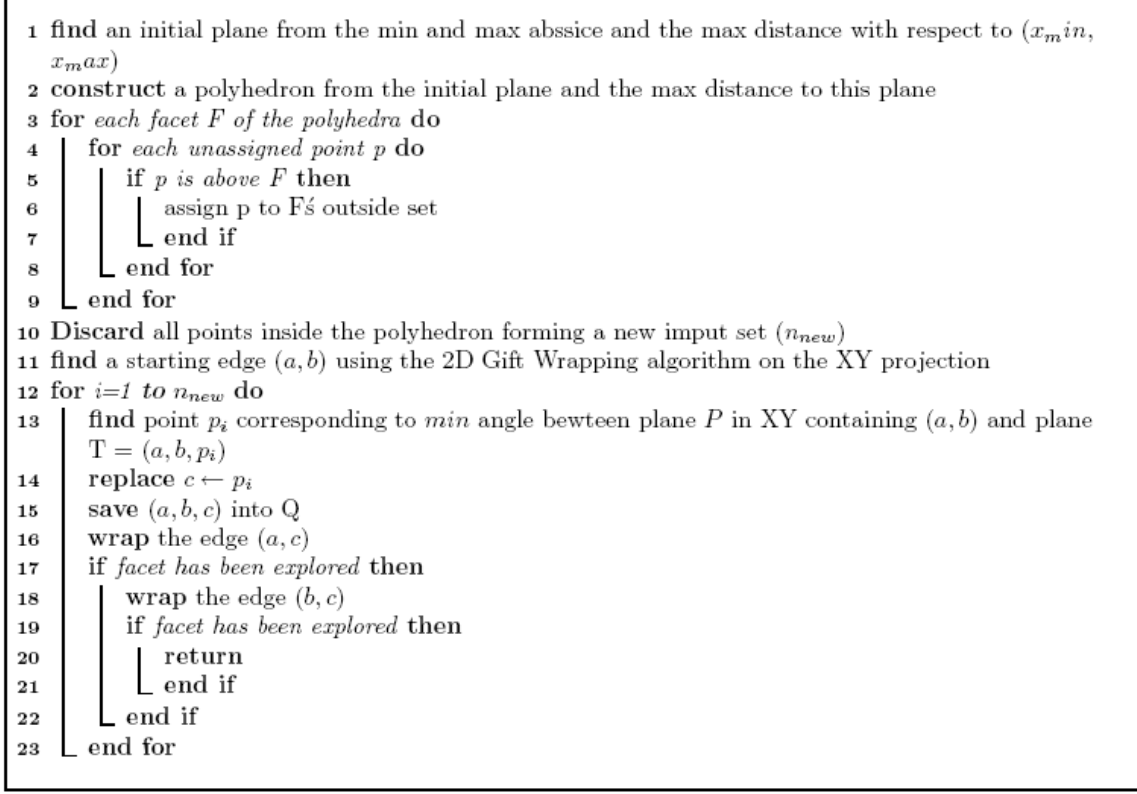 1 find an initial plane from the min and max abssice and the max distance with respect to (x_min,
x_max)
2 construct a polyhedron from the initial plane and the max distance to this plane
3 for each facet F of the polyhedra do
4 for each unassigned point p do
5 if p is above F then
6 assign p to Fś outside set
7 end if
8 end for
9 end for
10 Discard all points inside the polyhedron forming a new imput set (n_new)
11 find a starting edge (a, b) using the 2D Gift Wrapping algorithm on the XY projection
12 for i=1 to n_new do
13 find point p_i corresponding to min angle bewteen plane P in XY containing (a, b) and plane
T = (a, b, p_i)
14 replace c ← p_i
15 save (a, b, c) into Q
16 wrap the edge (a, c)
17 if facet has been explored then
18 wrap the edge (b, c)
19 if facet has been explored then
20 return
21 end if
22 end if
23 end for